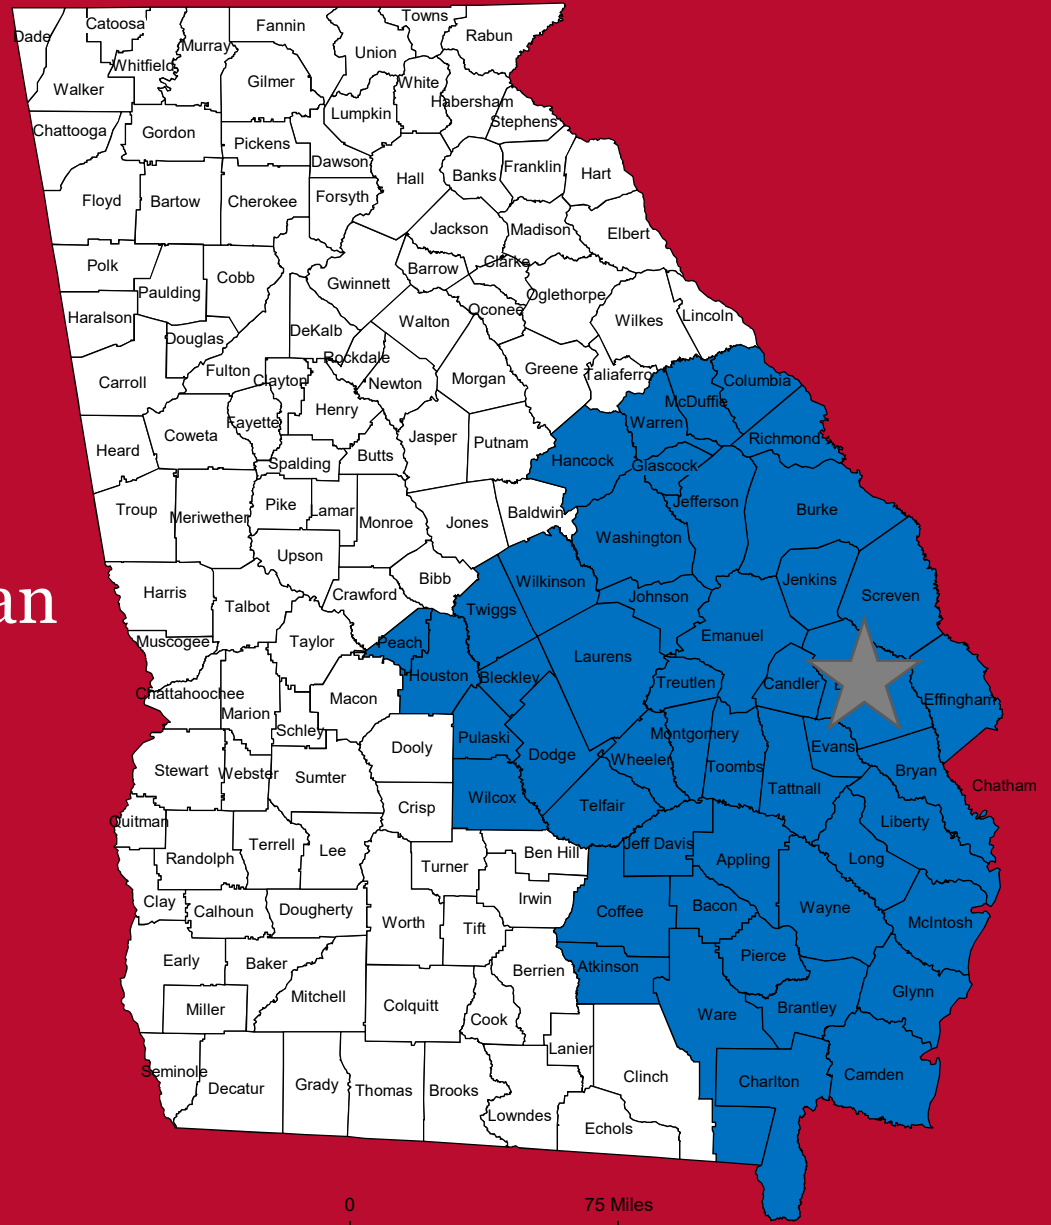 Dade
Catoosa
Fannin
Towns
Union
Rabun
Murray
Whitfield
Walker
Gilmer
White
Habersham
Lumpkin
Stephens
Chattooga
Gordon
Pickens
Dawson
Hall
Banks
Franklin
Hart
Floyd
Bartow
Cherokee
Forsyth
Jackson
Madison
Elbert
Polk
Cobb
Paulding
Gwinnett
Barrow
Clarke
Oglethorpe
Oconee
Haralson
Douglas
DeKalb
Walton
Wilkes
Lincoln
Rockdale
Carroll
Fulton
Clayton
Newton
Morgan
Greene
Taliaferro
Columbia
McDuffie
Henry
Fayette
Coweta
Heard
Spalding
Butts
Jasper
Putnam
Warren
Richmond
Hancock
Glascock
Jefferson
Burke
Troup
Meriwether
Pike
Lamar
Monroe
Jones
Baldwin
Washington
Upson
Bibb
Wilkinson
Jenkins
Screven
Harris
Talbot
Crawford
Twiggs
Johnson
Emanuel
an
Muscogee
Taylor
Peach
Houston
Bleckley
Laurens
Treutlen
Candler
Effingham
Chattahoochee
Marion
Macon
Schley
Dooly
Pulaski
Dodge
Wheeler
Montgomery
Toombs
Evans
Bryan
Tattnall
Chatham
Stewart
Webster
Sumter
Crisp
Wilcox
Telfair
Liberty
Quitman
Randolph
Terrell
Lee
Turner
Ben Hill
Jeff Davis
Appling
Long
Clay
Calhoun
Dougherty
Worth
Tift
Irwin
Coffee
Bacon
Wayne
McIntosh
Early
Baker
Mitchell
Berrien
Atkinson
Pierce
Glynn
Miller
Colquitt
Cook
Lanier
Ware
Brantley
Seminole
Decatur
Grady
Thomas
Brooks
Lowndes
Clinch
Echols
Charlton
Camden
0 75 Miles